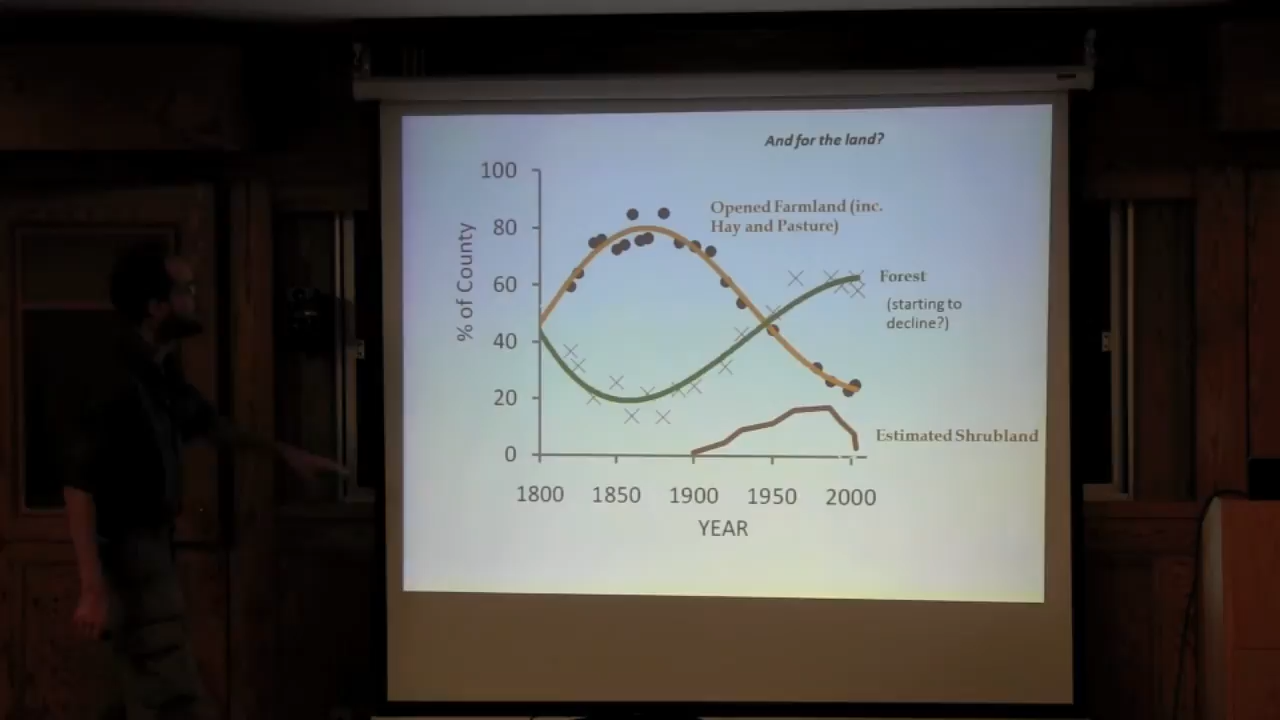 And for the land?
100
80
60
40
20
0
% of County
Opened Farmland (inc.
Hay and Pasture)
Forest
(starting to
decline?)
Estimated Shrubland
1800 1850 1900 1950 2000
YEAR